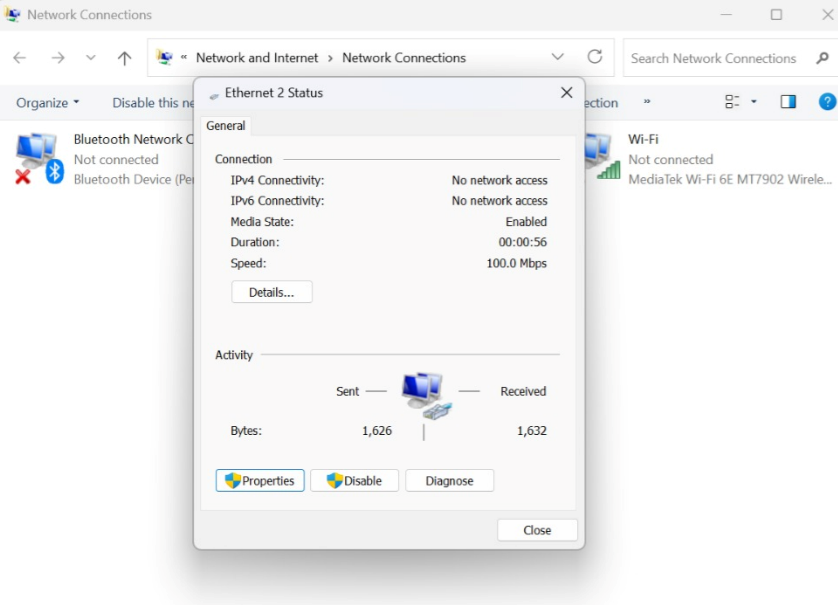 Network Connections
« Network and Internet > Network Connections
Search Network Connections
Organize
Disable this ne
ection
»
Bluetooth Network C
Not connected
Bluetooth Device (Per
Wi-Fi
Not connected
MediaTek Wi-Fi 6E MT7902 Wirele...
Ethernet 2 Status
General
Connection
IPv4 Connectivity: No network access
IPv6 Connectivity: No network access
Media State: Enabled
Duration: 00:00:56
Speed: 100.0 Mbps
Details...
Activity
Sent — — Received
Bytes: 1,626 1,632
Properties Disable Diagnose
Close